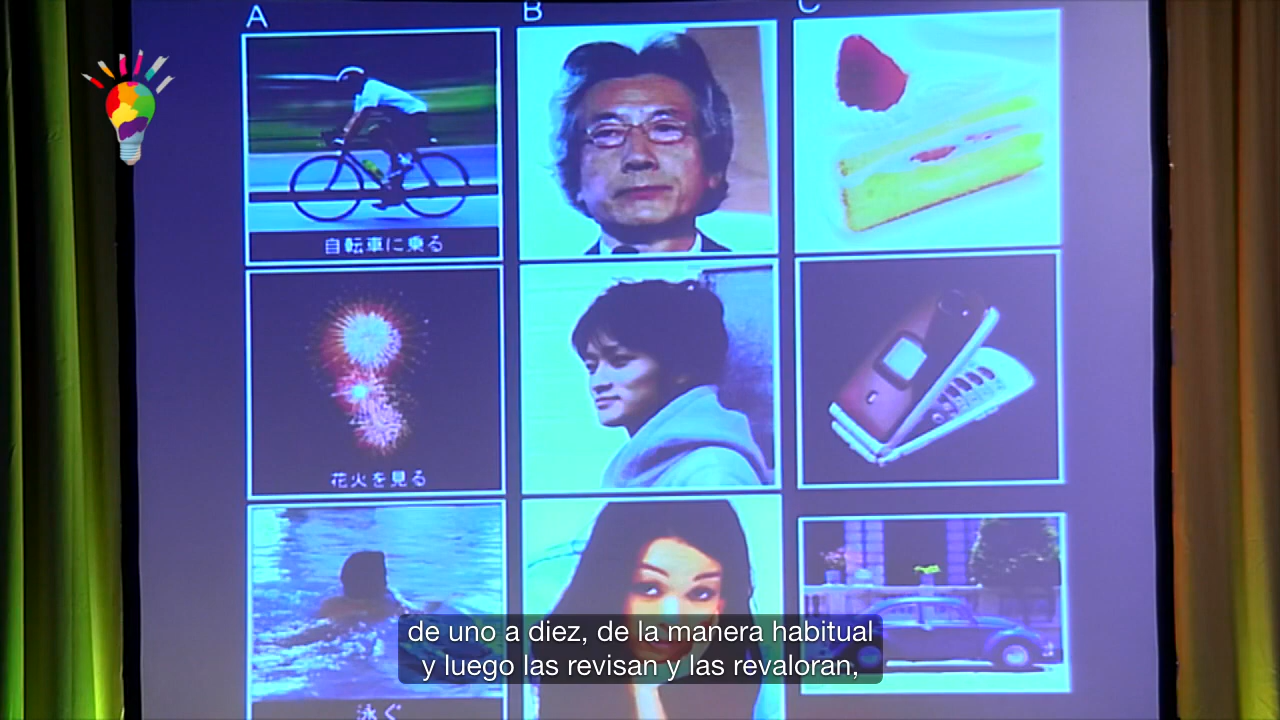 A
B
C
自転車に乗る
花火を見る
泳ぐ
de uno a diez, de la manera habitual
y luego las revisan y las revaloran,